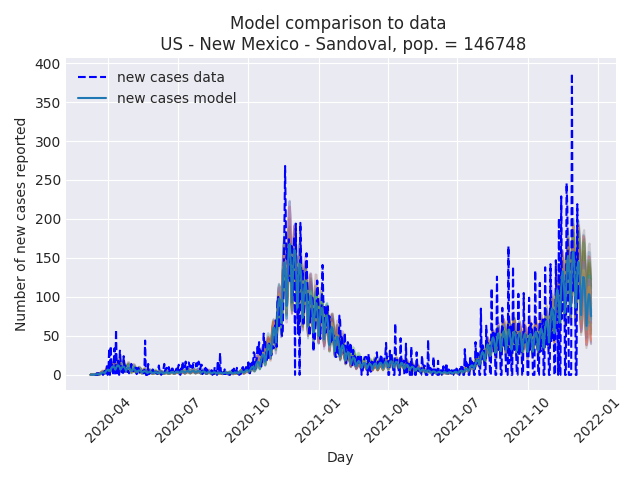 Model comparison to data
US - New Mexico - Sandoval, pop. = 146748
new cases data
new cases model
Number of new cases reported
400
350
300
250
200
150
100
50
0
2020-04
2020-07
2020-10
2021-01
2021-04
2021-07
2021-10
2022-01
Day